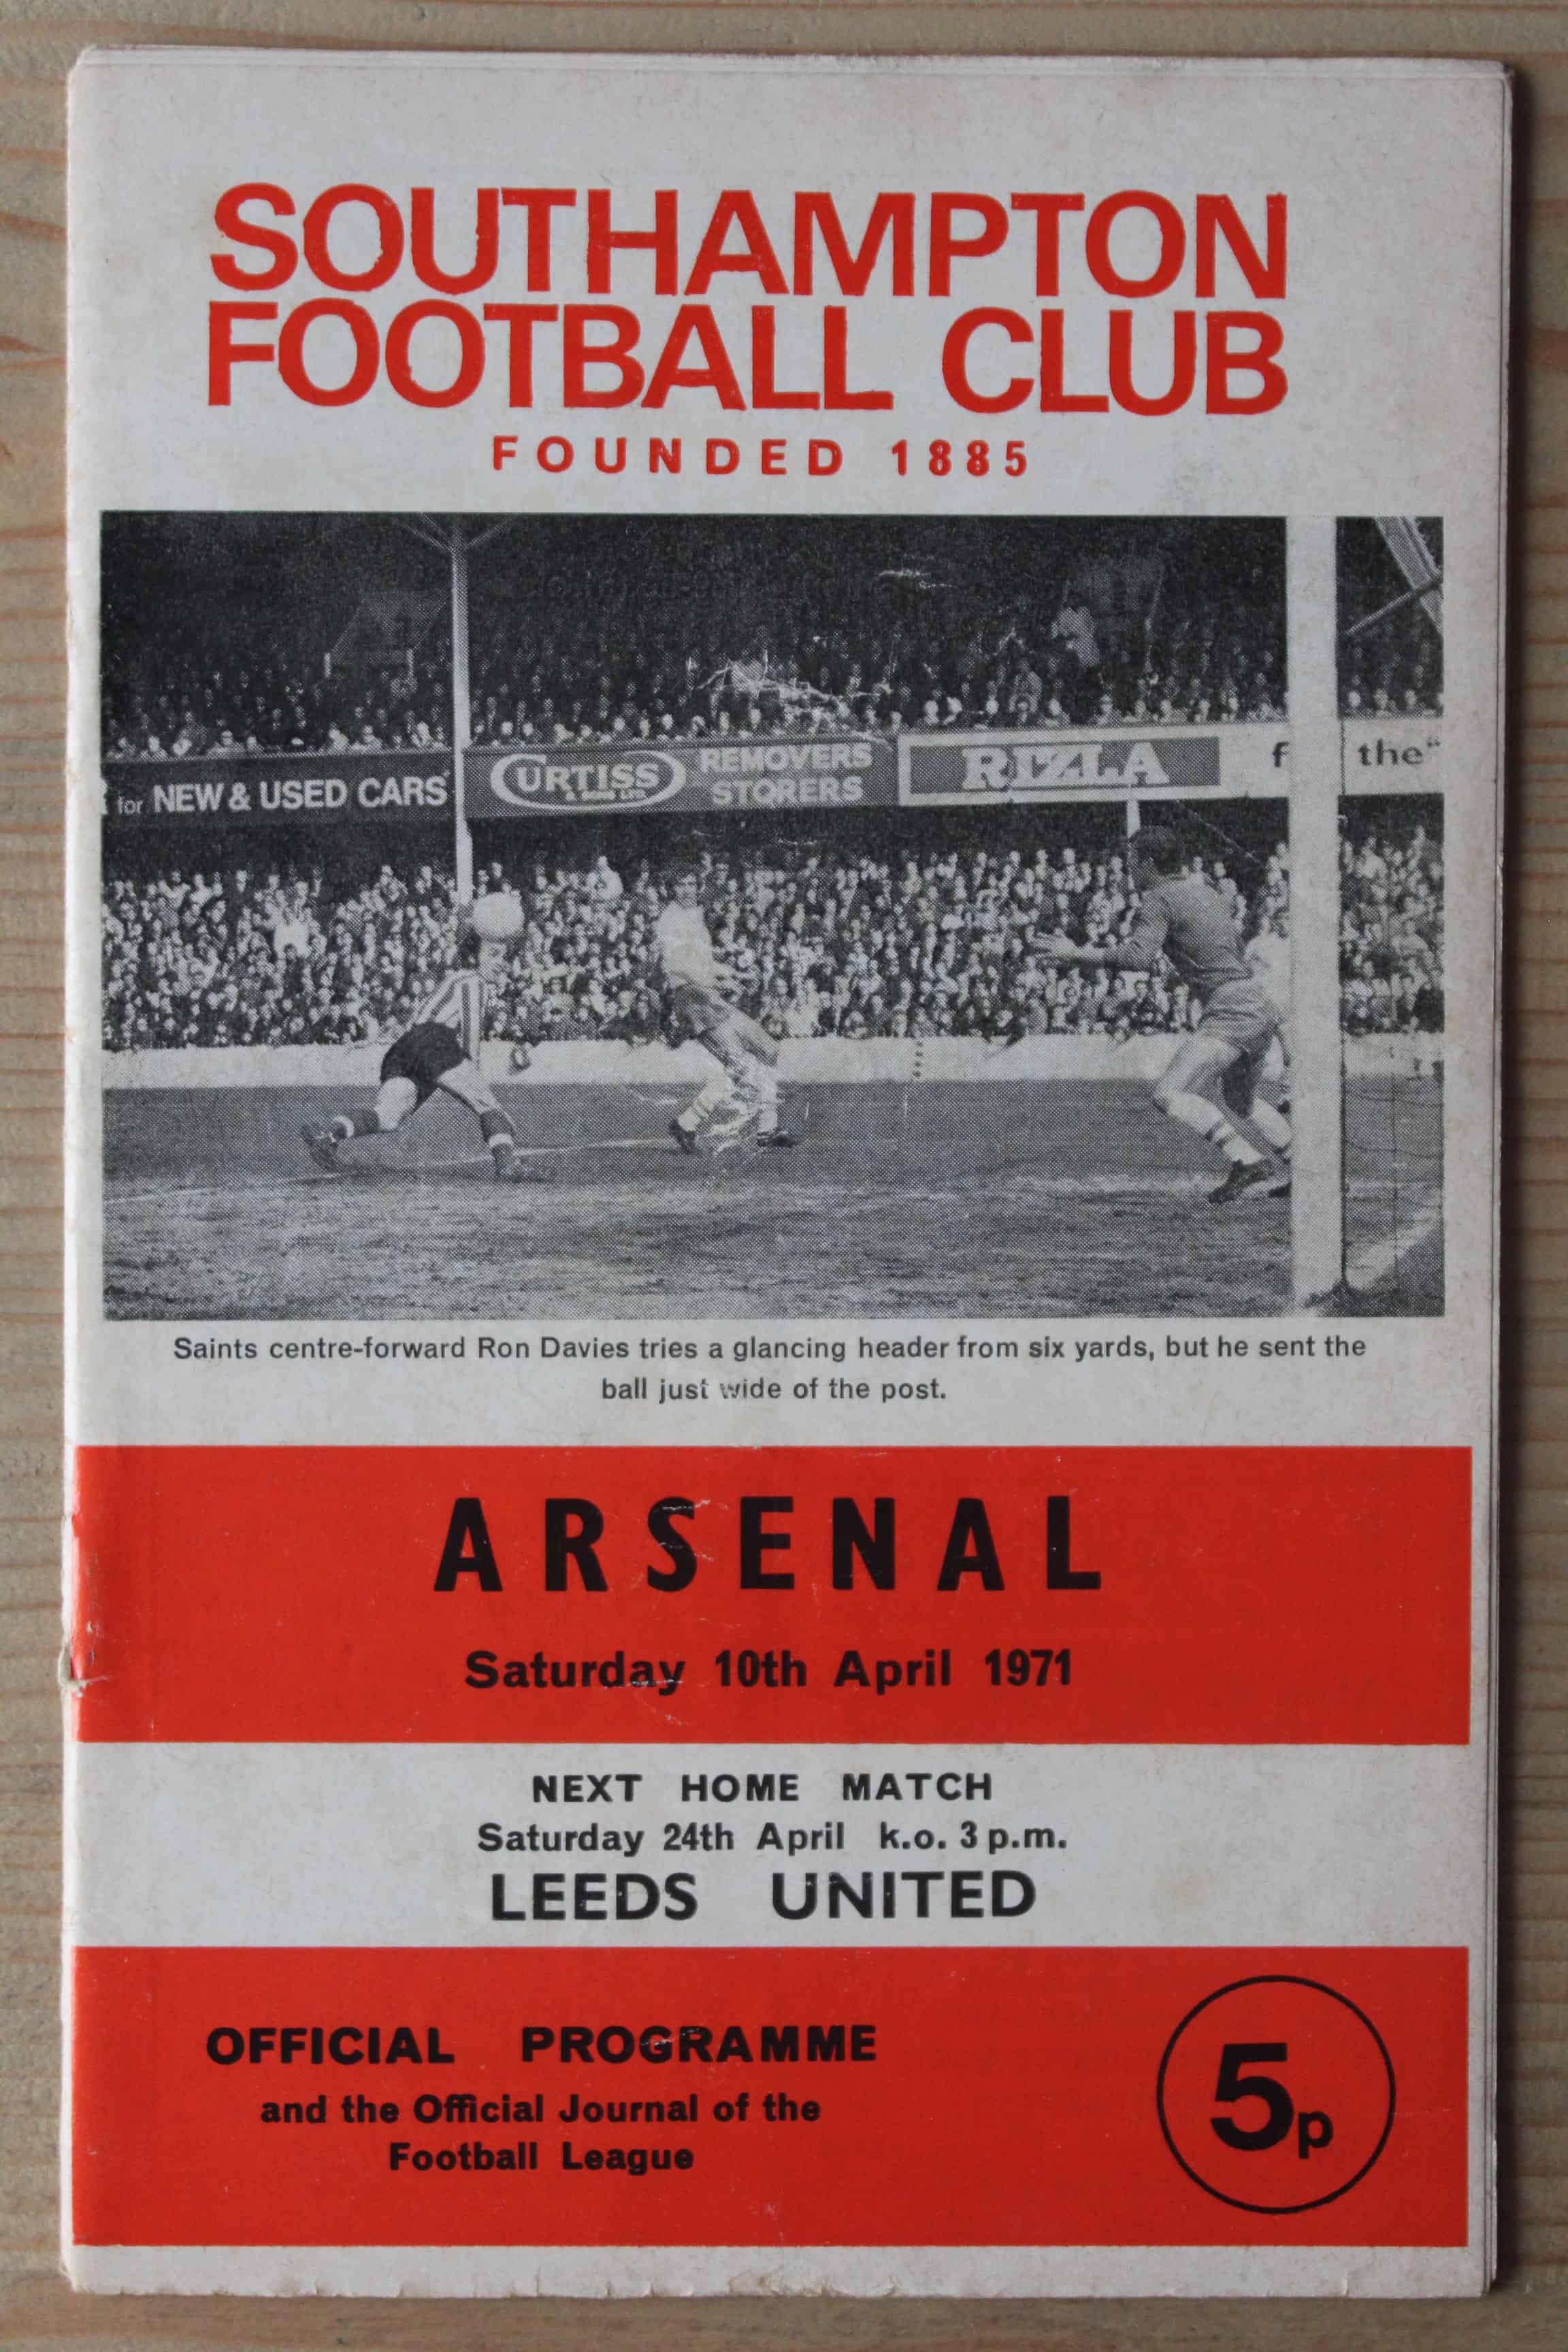 SOUTHAMPTON
FOOTBALL CLUB
FOUNDED 1885
for NEW & USED CARS
CURTISS
REMOVERS
STORERS
RIZLA
the
Saints centre-forward Ron Davies tries a glancing header from six yards, but he sent the
ball just wide of the post.
ARSENAL
Saturday 10th April 1971
NEXT HOME MATCH
Saturday 24th April k.o. 3 p.m.
LEEDS UNITED
OFFICIAL PROGRAMME
and the Official Journal of the
Football League
5p